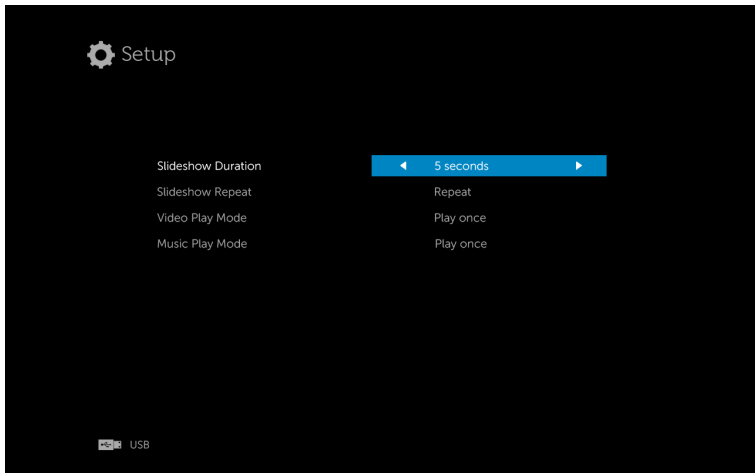 Setup
Slideshow Duration 5 seconds
Slideshow Repeat Repeat
Video Play Mode Play once
Music Play Mode Play once
USB